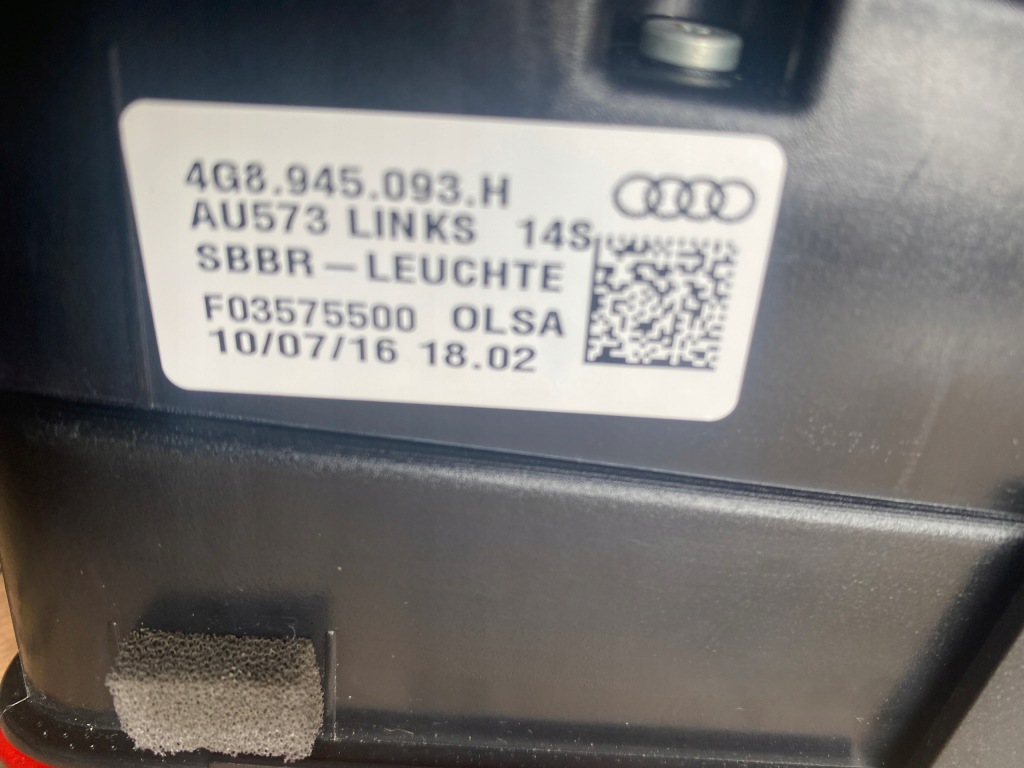 4G8.945.093.H
AU573 LINKS 14S
SBBR-LEUCHTE
F03575500 OLSA
10/07/16 18.02